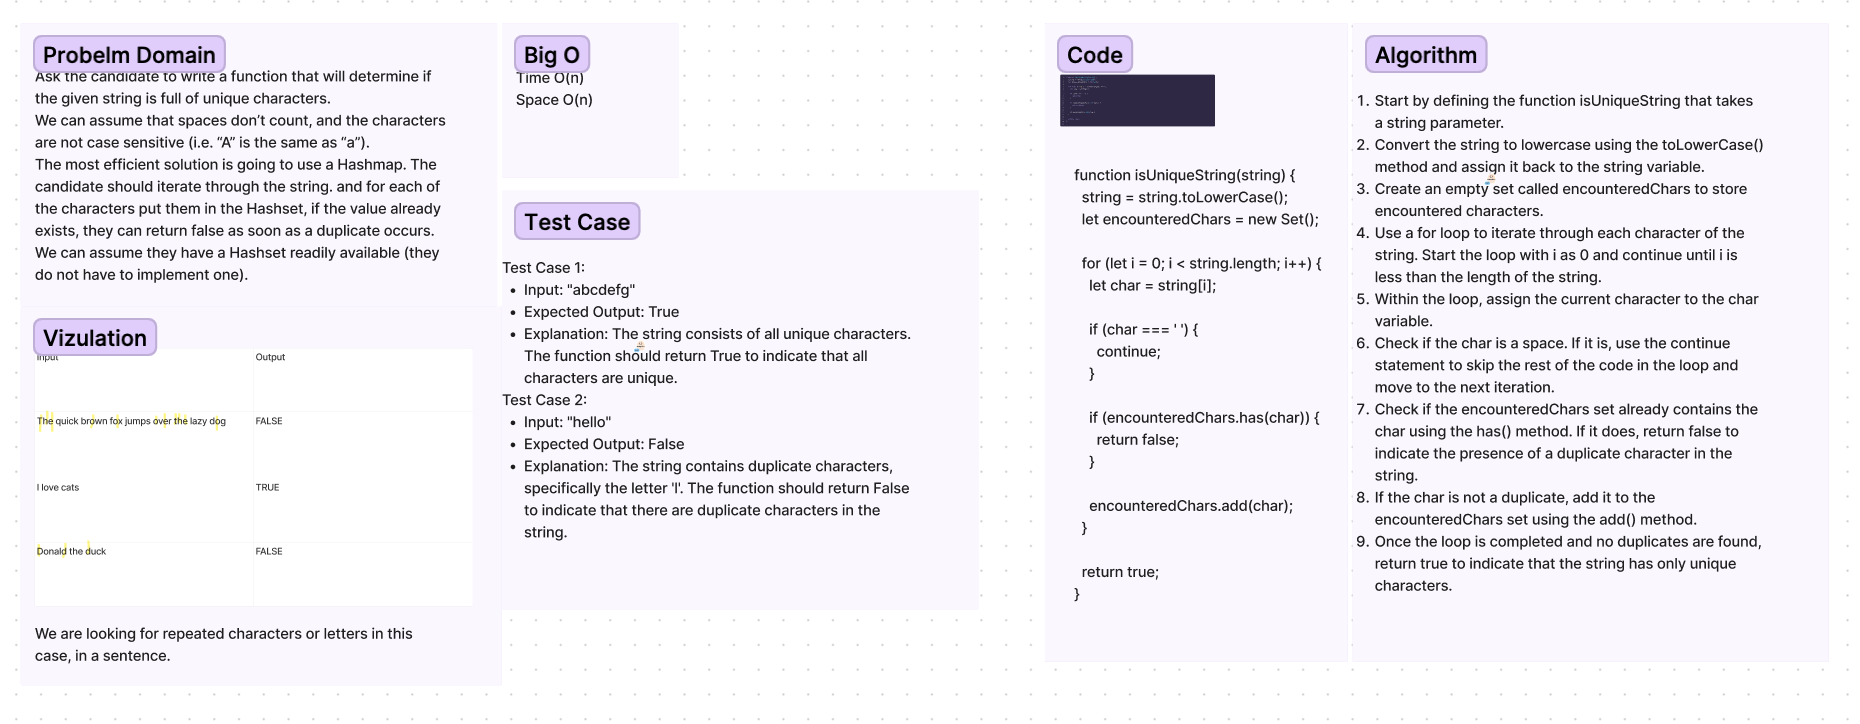 Probelm Domain
Ask the candidate to write a function that will determine if
the given string is full of unique characters.
We can assume that spaces don’t count, and the characters
are not case sensitive (i.e. “A” is the same as “a”).
The most efficient solution is going to use a Hashmap. The
candidate should iterate through the string. and for each of
the characters put them in the Hashset, if the value already
exists, they can return false as soon as a duplicate occurs.
We can assume they have a Hashset readily available (they
do not have to implement one).
Vizulation
Input Output
The quick brown fox jumps over the lazy dog FALSE
I love cats TRUE
Donald the duck FALSE
We are looking for repeated characters or letters in this
case, in a sentence.
Big O
Time O(n)
Space O(n)
Test Case
Test Case 1:
• Input: "abcdefg"
• Expected Output: True
• Explanation: The string consists of all unique characters.
The function should return True to indicate that all
characters are unique.
Test Case 2:
• Input: "hello"
• Expected Output: False
• Explanation: The string contains duplicate characters,
specifically the letter 'l'. The function should return False
to indicate that there are duplicate characters in the
string.
Code
function isUniqueString(string) {
string = string.toLowerCase();
let encounteredChars = new Set();
for (let i = 0; i < string.length; i++) {
let char = string[i];
if (char === ' ') {
continue;
}
if (encounteredChars.has(char)) {
return false;
}
encounteredChars.add(char);
}
return true;
}
Algorithm
1. Start by defining the function isUniqueString that takes
a string parameter.
2. Convert the string to lowercase using the toLowerCase()
method and assign it back to the string variable.
3. Create an empty set called encounteredChars to store
encountered characters.
4. Use a for loop to iterate through each character of the
string. Start the loop with i as 0 and continue until i is
less than the length of the string.
5. Within the loop, assign the current character to the char
variable.
6. Check if the char is a space. If it is, use the continue
statement to skip the rest of the code in the loop and
move to the next iteration.
7. Check if the encounteredChars set already contains the
char using the has() method. If it does, return false to
indicate the presence of a duplicate character in the
string.
8. If the char is not a duplicate, add it to the
encounteredChars set using the add() method.
9. Once the loop is completed and no duplicates are found,
return true to indicate that the string has only unique
characters.